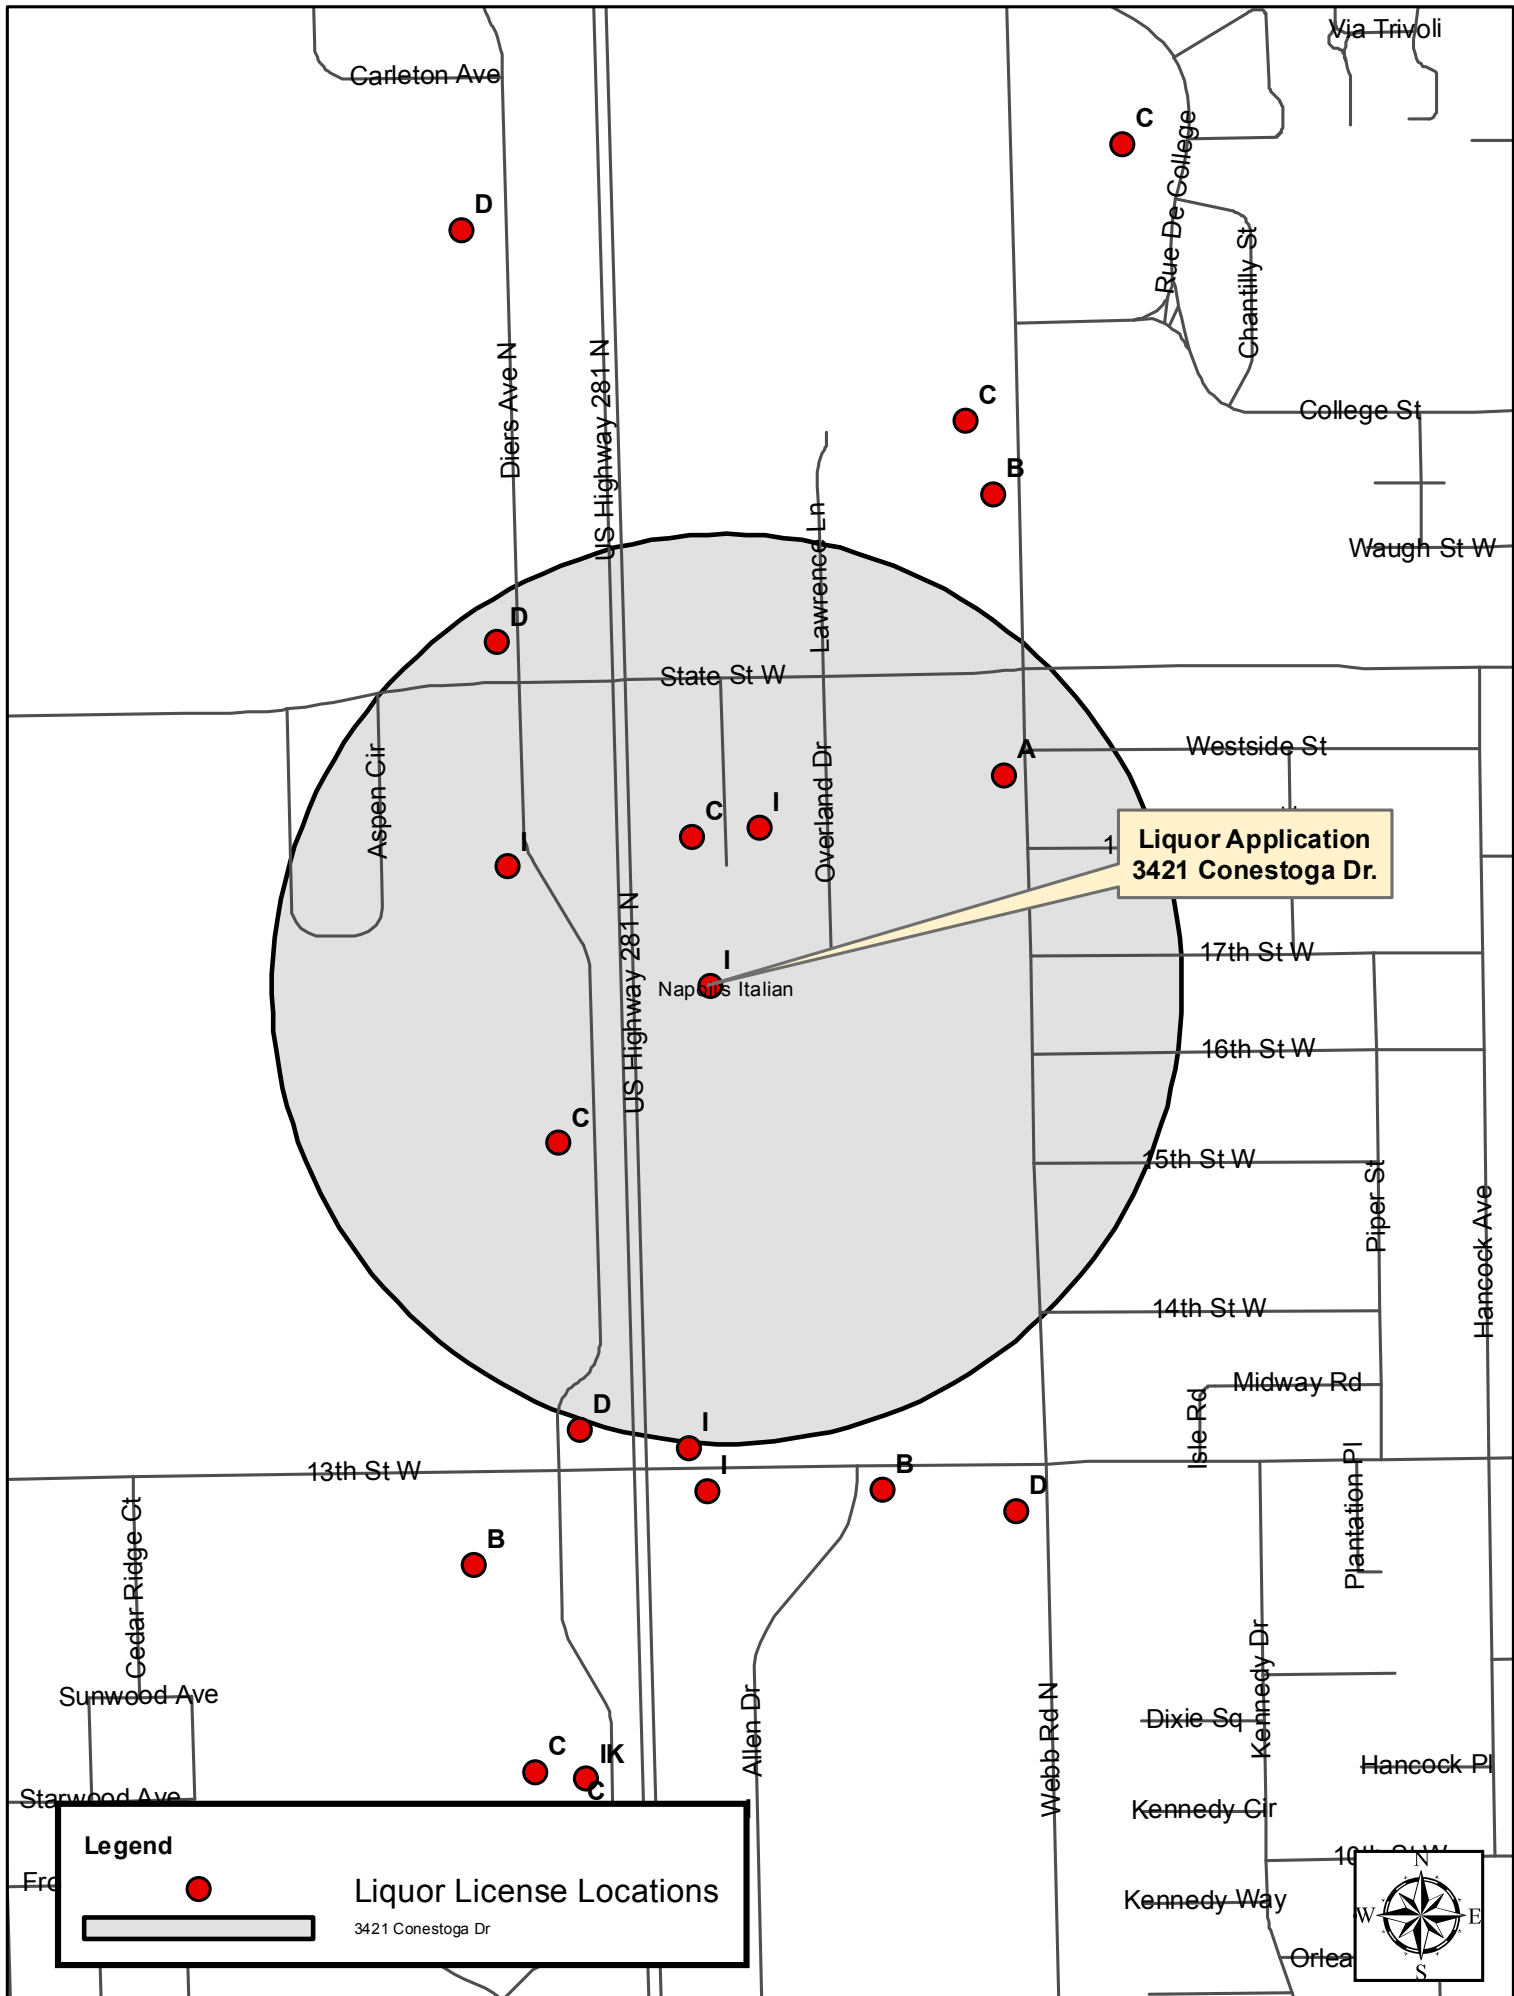 Via Trivoli
Carleton Ave
C
D
Rue De College
Chantilly St
Diers Ave N
US Highway 281 N
C
College St
B
Lawrence Ln
Waugh St W
D
State St W
Westside St
A
Aspen Cir
C
I
Overland Dr
I
1
Liquor Application
3421 Conestoga Dr.
US Highway 281 N
17th St W
I
Italian
16th St W
C
15th St W
Piper St
Hancock Ave
14th St W
Midway Rd
Isle Rd
D
I
13th St W
I
B
D
Plantation Pl
B
Cedar Ridge Ct
Kennedy Dr
Sunwood Ave
Allen Dr
Webb Rd N
Dixie Sq
C
IK
C
Hancock Pl
Starwood Ave
Kennedy Cir
Legend
Liquor License Locations
3421 Conestoga Dr
Kennedy Way
N
W
E
S